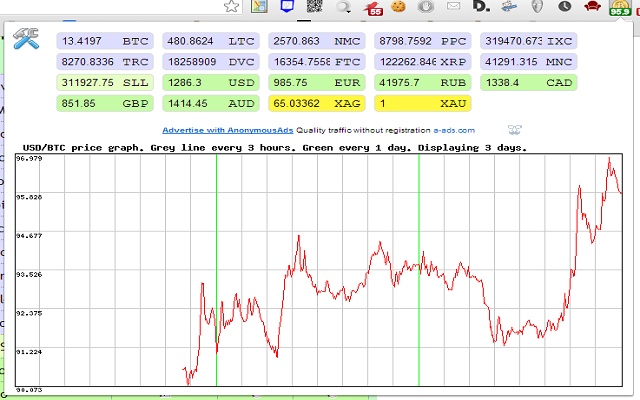 55
95.9
13.4197 BTC 480.8624 LTC 2570.863 NMC 8798.7592 PPC 319470.673 IXC
8270.8336 TRC 18258909 DVC 16354.7558 FTC 122262.846 XRP 41291.315 MNC
311927.75 SLL 1286.3 USD 985.75 EUR 41975.7 RUB 1338.4 CAD
851.85 GBP 1414.45 AUD 65.03362 XAG 1 XAU
Advertise with AnonymousAds Quality traffic without registration a-ads.com
USD/BTC price graph. Grey line every 3 hours. Green every 1 day. Displaying 3 days.
96.979
95.828
94.677
93.526
92.375
91.224
90.073